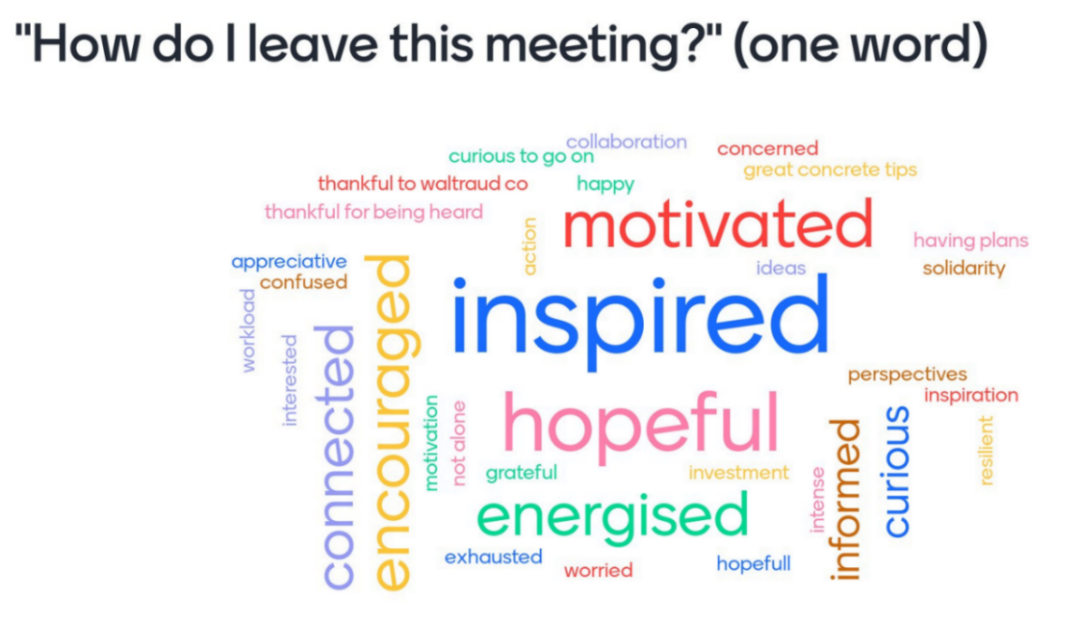 "How do I leave this meeting?" (one word)
collaboration
concerned
curious to go on
great concrete tips
thankful to waltraud co
happy
thankful for being heard
motivated
action
having plans
appreciative
ideas
solidarity
confused
encouraged
inspired
workload
interested
connected
perspectives
inspiration
motivation
not alone
hopeful
curious
resilient
informed
grateful
investment
intense
energised
exhausted
worried
hopefull